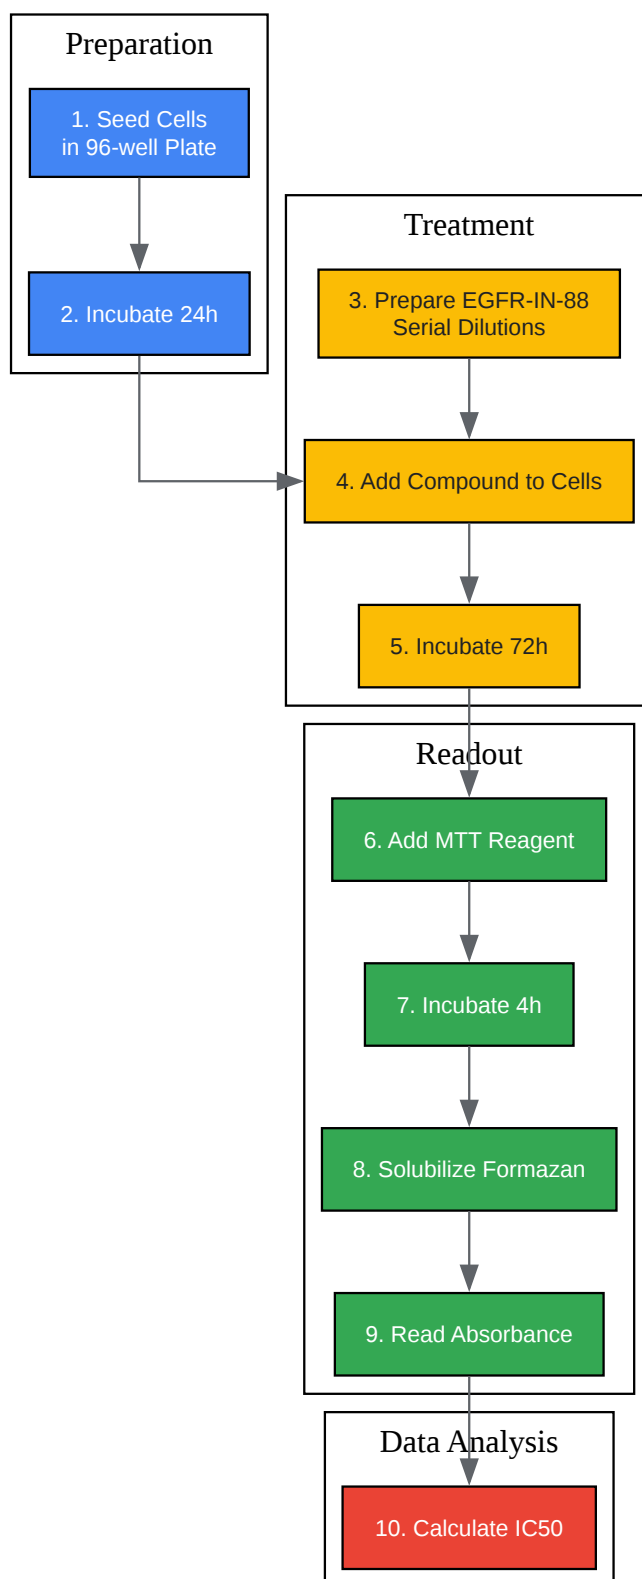 Preparation
1. Seed Cells
in 96-well Plate
2. Incubate 24h
Treatment
3. Prepare EGFR-IN-88
Serial Dilutions
4. Add Compound to Cells
5. Incubate 72h
Readout
6. Add MTT Reagent
7. Incubate 4h
8. Solubilize Formazan
9. Read Absorbance
Data Analysis
10. Calculate IC50